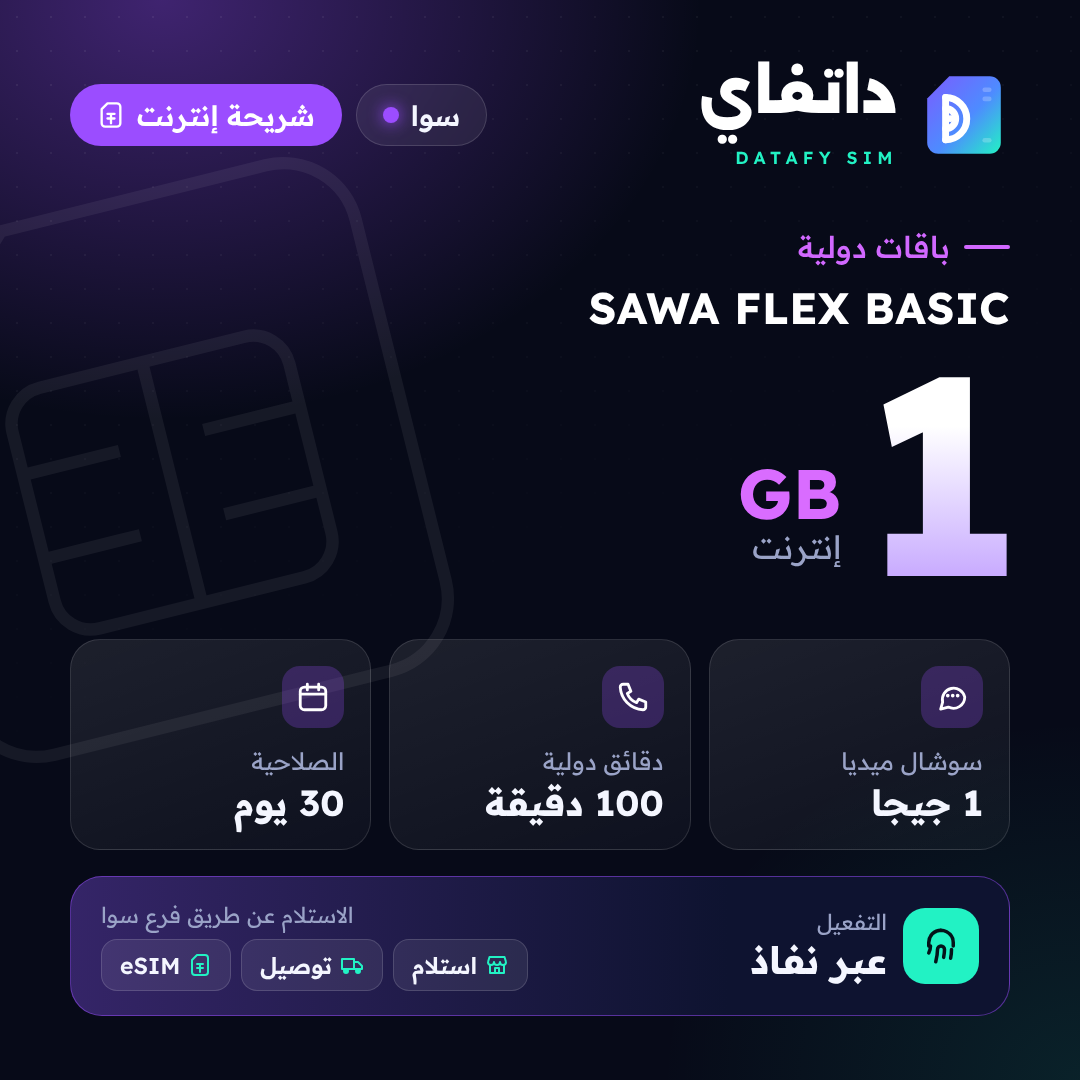 داتفاي
DATAFY SIM
سوا
شريحة إنترنت
باقات دولية
SAWA FLEX BASIC
1
GB
إنترنت
سوشال ميديا
1 جيجا
دقائق دولية
100 دقيقة
الصلاحية
30 يوم
التفعيل
عبر نفاذ
الاستلام عن طريق فرع سوا
استلام
توصيل
eSIM